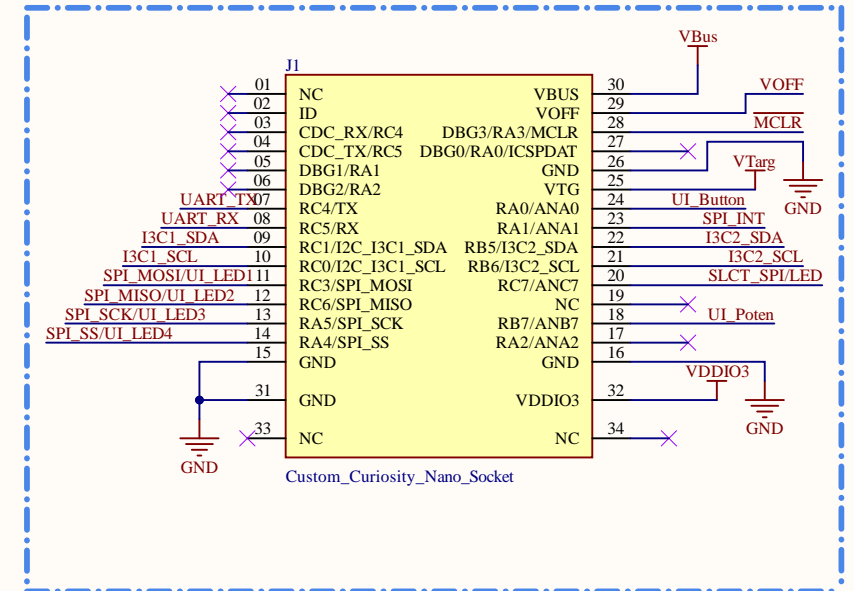 VBus
J1
01 NC VBUS 30
02 ID VOFF 29 VOFF
03 CDC_RX/RC4 DBG3/RA3/MCLR 28 MCLR
04 CDC_TX/RC5 DBG0/RA0/ICSPDAT 27
05 DBG1/RA1 GND 26
06 DBG2/RA2 VTG 25 VTarg
UART_TX 07 RC4/TX RA0/ANA0 24 UI_Button GND
UART_RX 08 RC5/RX RA1/ANA1 23 SPI_INT
I3C1_SDA 09 RC1/I2C_I3C1_SDA RB5/I3C2_SDA 22 I3C2_SDA
I3C1_SCL 10 RC0/I2C_I3C1_SCL RB6/I3C2_SCL 21 I3C2_SCL
SPI_MOSI/UI_LED1 11 RC3/SPI_MOSI RC7/ANC7 20 SLCT_SPI/LED
SPI_MISO/UI_LED2 12 RC6/SPI_MISO NC 19
SPI_SCK/UI_LED3 13 RA5/SPI_SCK RB7/ANB7 18 UI_Poten
SPI_SS/UI_LED4 14 RA4/SPI_SS RA2/ANA2 17
15 GND GND 16
VDDIO3
31 GND VDDIO3 32
GND
33 NC NC 34
GND
Custom_Curiosity_Nano_Socket